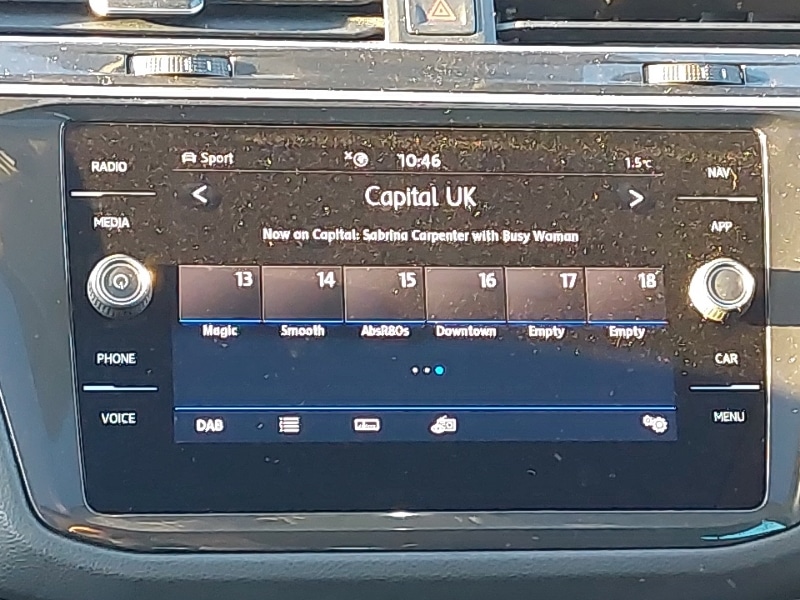 RADIO
MEDIA
PHONE
VOICE
Sport 10:46 1.5°C
< Capital UK >
Now on Capital: Sabrina Carpenter with Busy Woman
13 14 15 16 17 18
Magic Smooth AbsR80s Downtown Empty Empty
DAB
NAV
APP
CAR
MENU